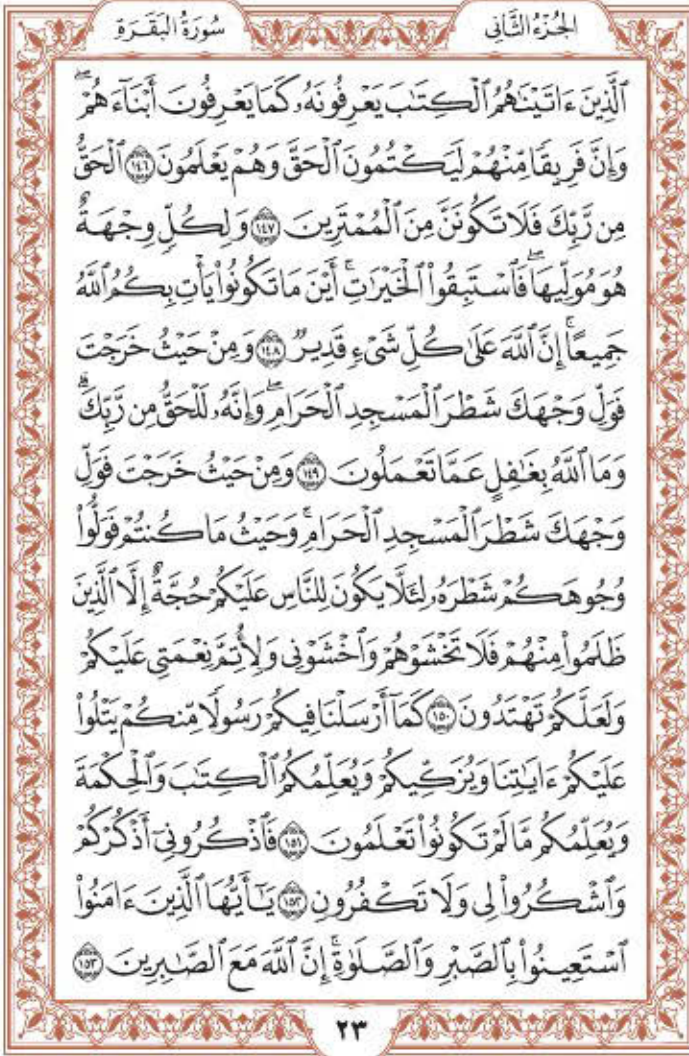 الجُزْءُ الثَّانِى سُورَةُ البَقَرَةِ
ٱلَّذِينَ ءَاتَيْنَٰهُمُ ٱلْكِتَٰبَ يَعْرِفُونَهُۥ كَمَا يَعْرِفُونَ أَبْنَآءَهُمْۖ
وَإِنَّ فَرِيقًا مِّنْهُمْ لَيَكْتُمُونَ ٱلْحَقَّ وَهُمْ يَعْلَمُونَ ١٤٦ ٱلْحَقُّ
مِن رَّبِّكَ فَلَا تَكُونَنَّ مِنَ ٱلْمُمْتَرِينَ ١٤٧ وَلِكُلٍّ وِجْهَةٌ
هُوَ مُوَلِّيهَاۖ فَٱسْتَبِقُوا۟ ٱلْخَيْرَٰتِۚ أَيْنَ مَا تَكُونُوا۟ يَأْتِ بِكُمُ ٱللَّهُ
جَمِيعًاۚ إِنَّ ٱللَّهَ عَلَىٰ كُلِّ شَىْءٍ قَدِيرٌ ١٤٨ وَمِنْ حَيْثُ خَرَجْتَ
فَوَلِّ وَجْهَكَ شَطْرَ ٱلْمَسْجِدِ ٱلْحَرَامِۖ وَإِنَّهُۥ لَلْحَقُّ مِن رَّبِّكَۗ
وَمَا ٱللَّهُ بِغَٰفِلٍ عَمَّا تَعْمَلُونَ ١٤٩ وَمِنْ حَيْثُ خَرَجْتَ فَوَلِّ
وَجْهَكَ شَطْرَ ٱلْمَسْجِدِ ٱلْحَرَامِۚ وَحَيْثُ مَا كُنتُمْ فَوَلُّوا۟
وُجُوهَكُمْ شَطْرَهُۥ لِئَلَّا يَكُونَ لِلنَّاسِ عَلَيْكُمْ حُجَّةٌ إِلَّا ٱلَّذِينَ
ظَلَمُوا۟ مِنْهُمْ فَلَا تَخْشَوْهُمْ وَٱخْشَوْنِى وَلِأُتِمَّ نِعْمَتِى عَلَيْكُمْ
وَلَعَلَّكُمْ تَهْتَدُونَ ١٥٠ كَمَآ أَرْسَلْنَا فِيكُمْ رَسُولًا مِّنكُمْ يَتْلُوا۟
عَلَيْكُمْ ءَايَٰتِنَا وَيُزَكِّيكُمْ وَيُعَلِّمُكُمُ ٱلْكِتَٰبَ وَٱلْحِكْمَةَ
وَيُعَلِّمُكُم مَّا لَمْ تَكُونُوا۟ تَعْلَمُونَ ١٥١ فَٱذْكُرُونِىٓ أَذْكُرْكُمْ
وَٱشْكُرُوا۟ لِى وَلَا تَكْفُرُونِ ١٥٢ يَٰٓأَيُّهَا ٱلَّذِينَ ءَامَنُوا۟
ٱسْتَعِينُوا۟ بِٱلصَّبْرِ وَٱلصَّلَوٰةِۚ إِنَّ ٱللَّهَ مَعَ ٱلصَّٰبِرِينَ ١٥٣
٢٣